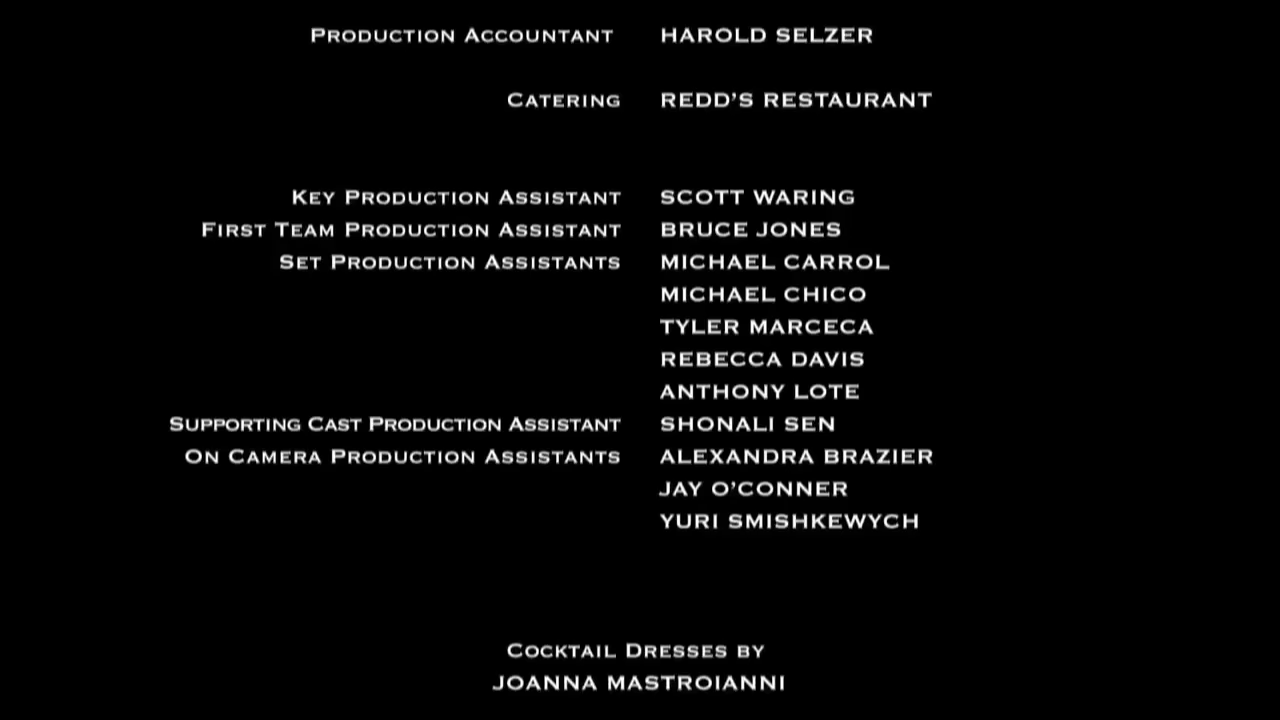 Production Accountant HAROLD SELZER
Catering REDD'S RESTAURANT
Key Production Assistant SCOTT WARING
First Team Production Assistant BRUCE JONES
Set Production Assistants MICHAEL CARROL
MICHAEL CHICO
TYLER MARCECA
REBECCA DAVIS
ANTHONY LOTE
Supporting Cast Production Assistant SHONALI SEN
On Camera Production Assistants ALEXANDRA BRAZIER
JAY O'CONNER
YURI SMISHKEWYCH
Cocktail Dresses by
JOANNA MASTROIANNI